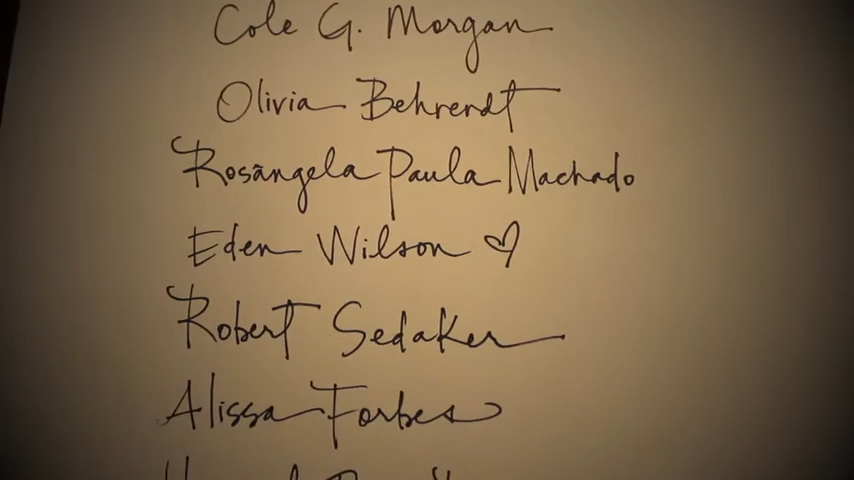 Cole G. Morgan
Olivia Behrendt
Rosângela Paula Machado
Eden Wilson ♡
Robert Sedaker
Alissa Forbes